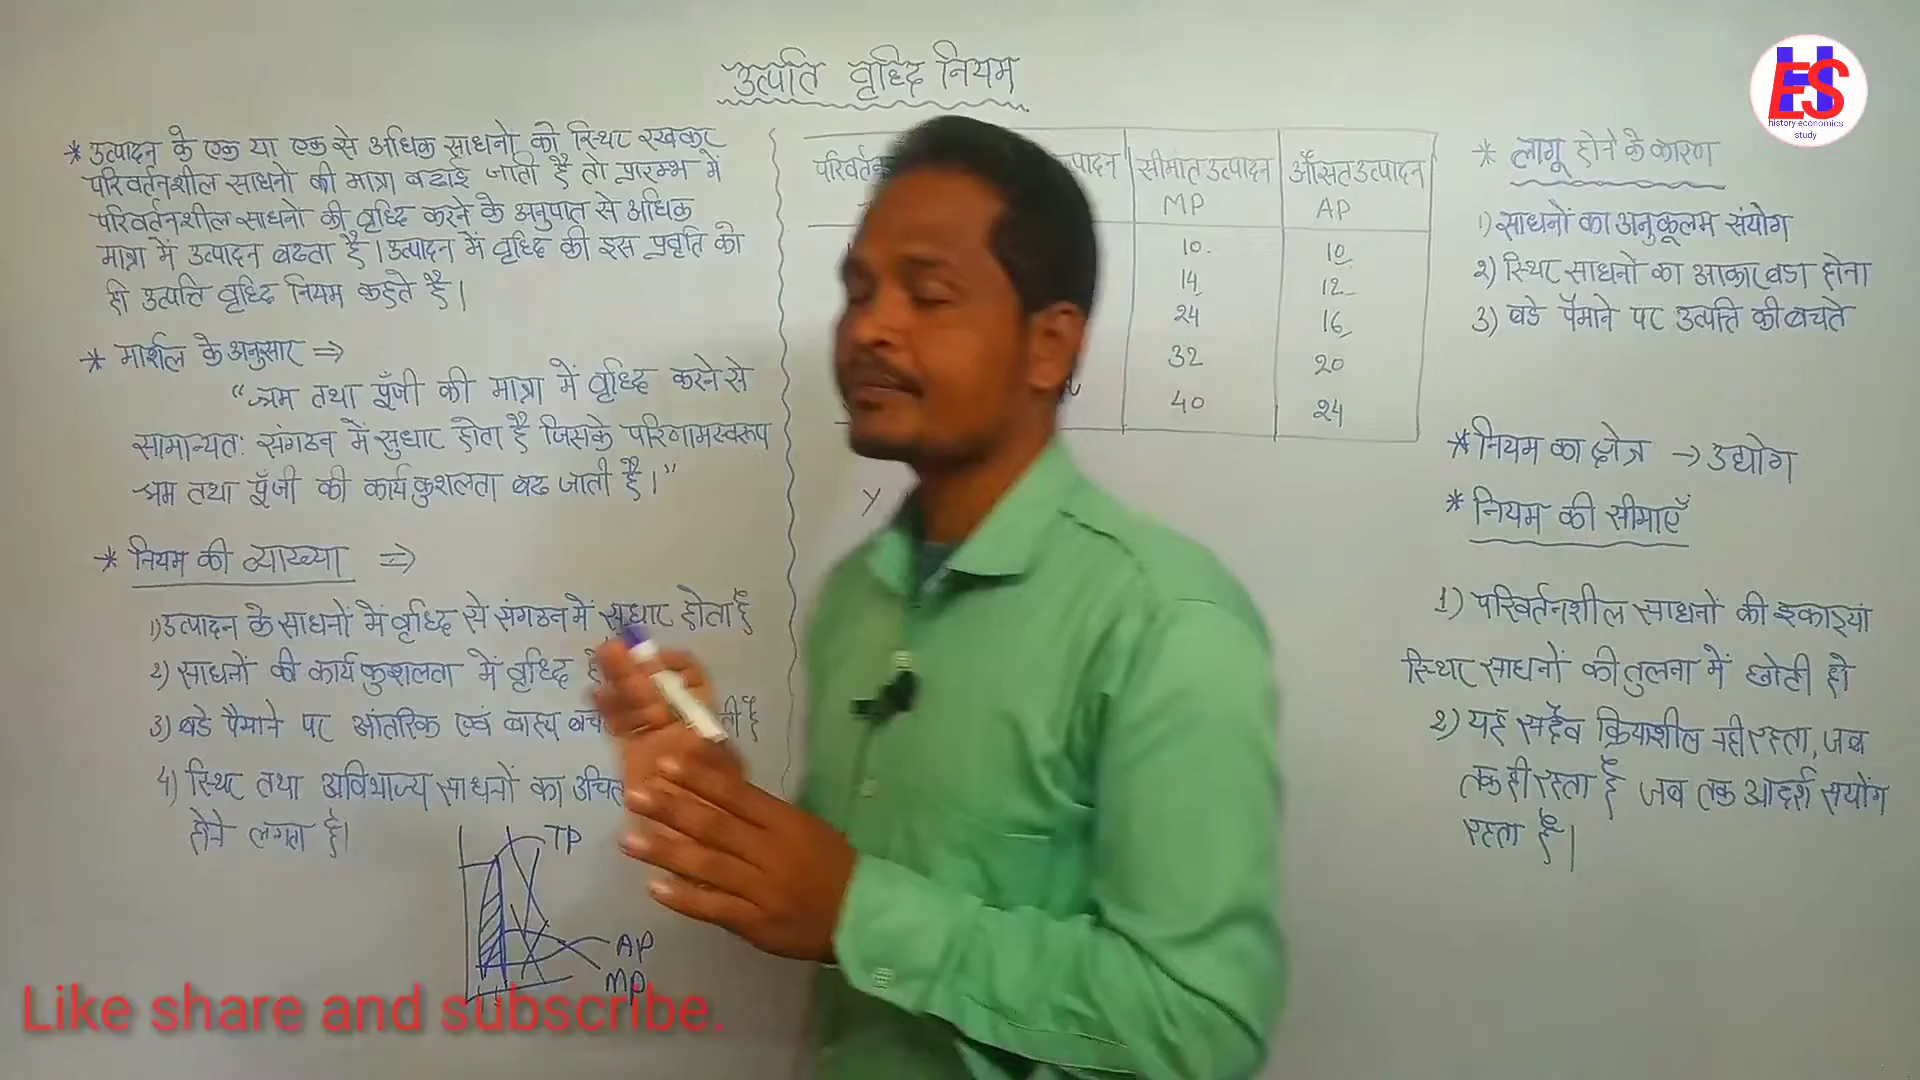 उत्पति वृध्दि नियम
* उत्पादन के एक या एक से अधिक साधनो को स्थिर रखकर
परिवर्तनशील साधनो की मात्रा बढाई जाती है तो प्रारम्भ में
परिवर्तनशील साधनो की वृध्दि करने के अनुपात से अधिक
मात्रा में उत्पादन बढता है। उत्पादन में वृध्दि की इस प्रवृति को
ही उत्पत्ति वृध्दि नियम कहते है।
* मार्शल के अनुसार ⇒
"श्रम तथा पूँजी की मात्रा में वृध्दि करने से
सामान्यतः संगठन में सुधार होता है जिसके परिणामस्वरूप
श्रम तथा पूँजी की कार्यकुशलता बढ जाती है।"
* नियम की व्याख्या ⇒
1) उत्पादन के साधनों में वृध्दि से संगठन में सुधार होता है
2) साधनों की कार्यकुशलता में वृध्दि
3) बडे पैमाने पर आंतरिक एवं बाह्य
4) स्थिर तथा अविभाज्य साधनों का उचित
होने लगता है।
TP
AP
MP
सीमांत उत्पादन औसत उत्पादन
MP AP
10 10
14 12
24 16
32 20
40 24
Y
* लागू होने के कारण
1) साधनों का अनुकूलम संयोग
2) स्थिर साधनों का आकार बडा होना
3) बडे पैमाने पर उत्पत्ति की बचते
* नियम का क्षेत्र → उद्योग
* नियम की सीमाएँ
1) परिवर्तनशील साधनों की इकाइयां
स्थिर साधनों की तुलना में छोटी हो
2) यह सदैव क्रियाशील नही रहता, जब
तक ही रहता है जब तक आदर्श सयोंग
रहता है।
HES
history economics
study
Like share and subscribe.